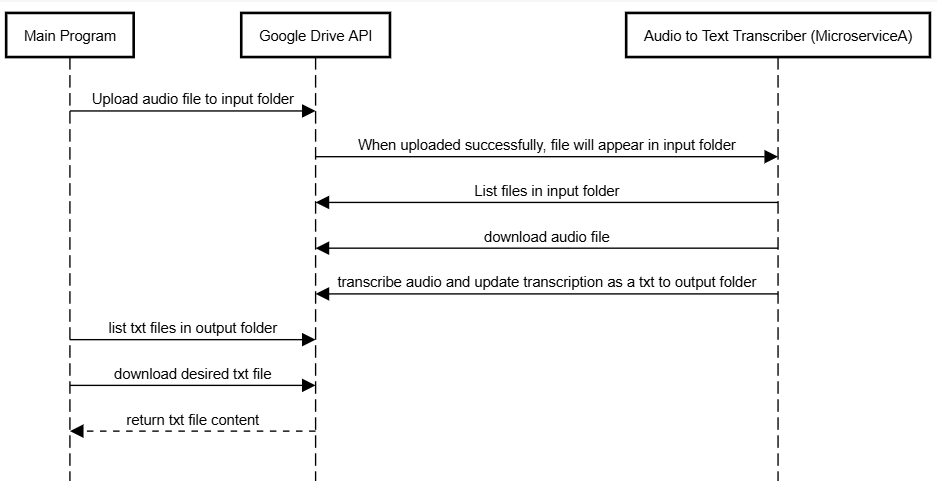 Main Program
Google Drive API
Audio to Text Transcriber (MicroserviceA)
Upload audio file to input folder
When uploaded successfully, file will appear in input folder
List files in input folder
download audio file
transcribe audio and update transcription as a txt to output folder
list txt files in output folder
download desired txt file
return txt file content